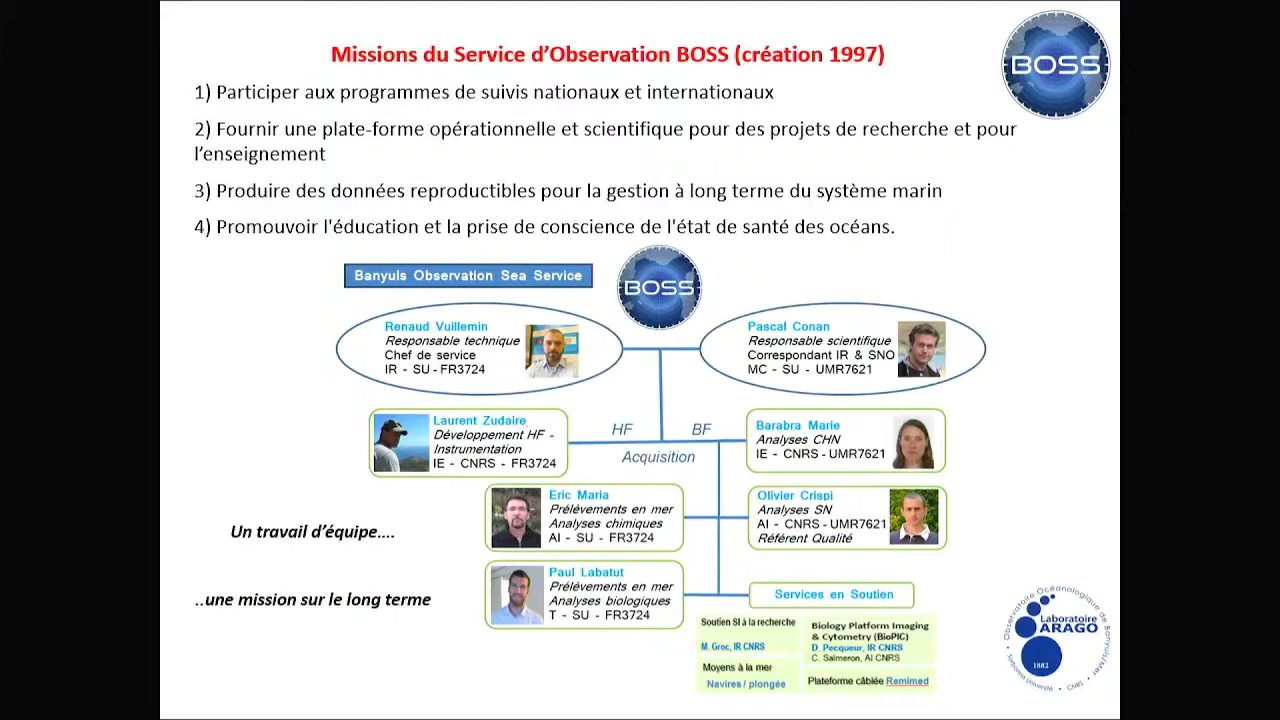 Missions du Service d'Observation BOSS (création 1997)
BOSS
1) Participer aux programmes de suivis nationaux et internationaux
2) Fournir une plate-forme opérationnelle et scientifique pour des projets de recherche et pour
l'enseignement
3) Produire des données reproductibles pour la gestion à long terme du système marin
4) Promouvoir l'éducation et la prise de conscience de l'état de santé des océans.
Banyuls Observation Sea Service
BOSS
Renaud Vuillemin
Responsable technique
Chef de service
IR - SU - FR3724
Pascal Conan
Responsable scientifique
Correspondant IR & SNO
MC - SU - UMR7621
Laurent Zudaire
Développement HF -
Instrumentation
IE - CNRS - FR3724
HF
BF
Acquisition
Barabra Marie
Analyses CHN
IE - CNRS - UMR7621
Eric Maria
Prélèvements en mer
Analyses chimiques
AI - SU - FR3724
Olivier Crispi
Analyses SN
AI - CNRS - UMR7621
Référent Qualité
Un travail d'équipe....
Paul Labatut
Prélèvements en mer
Analyses biologiques
T - SU - FR3724
..une mission sur le long terme
Services en Soutien
Soutien SI à la recherche
M. Groc, IR CNRS
Moyens à la mer
Navires / plongée
Biology Platform Imaging
& Cytometry (BioPIC)
D. Pecqueur, IR CNRS
C. Salmeron, AI CNRS
Plateforme câblée Remimed
Observatoire Océanologique de Banyuls/Mer
Laboratoire
ARAGO
1882
Sorbonne Université • CNRS